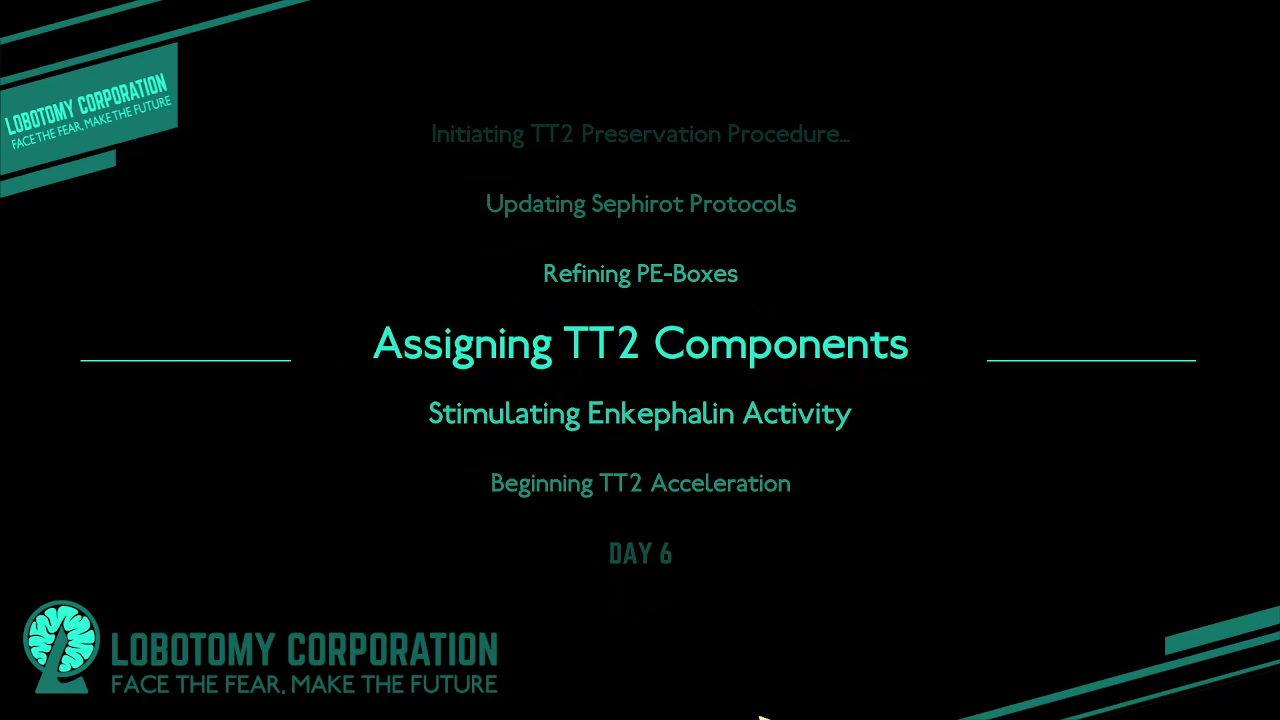 LOBOTOMY CORPORATION
FACE THE FEAR, MAKE THE FUTURE
Initiating TT2 Preservation Procedure...
Updating Sephirot Protocols
Refining PE-Boxes
Assigning TT2 Components
Stimulating Enkephalin Activity
Beginning TT2 Acceleration
DAY 6
LOBOTOMY CORPORATION
FACE THE FEAR, MAKE THE FUTURE